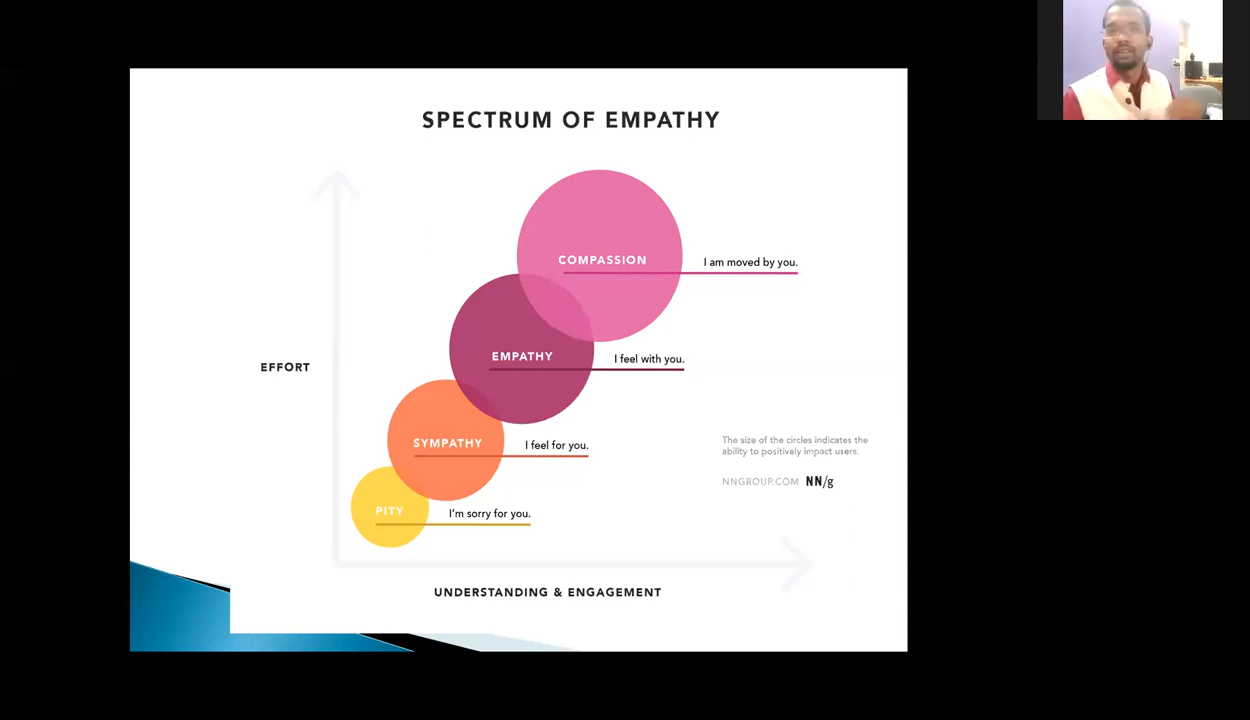 SPECTRUM OF EMPATHY
COMPASSION
I am moved by you.
EMPATHY
I feel with you.
EFFORT
SYMPATHY
I feel for you.
The size of the circles indicates the
ability to positively impact users.
NNGROUP.COM NN/g
PITY
I'm sorry for you.
UNDERSTANDING & ENGAGEMENT